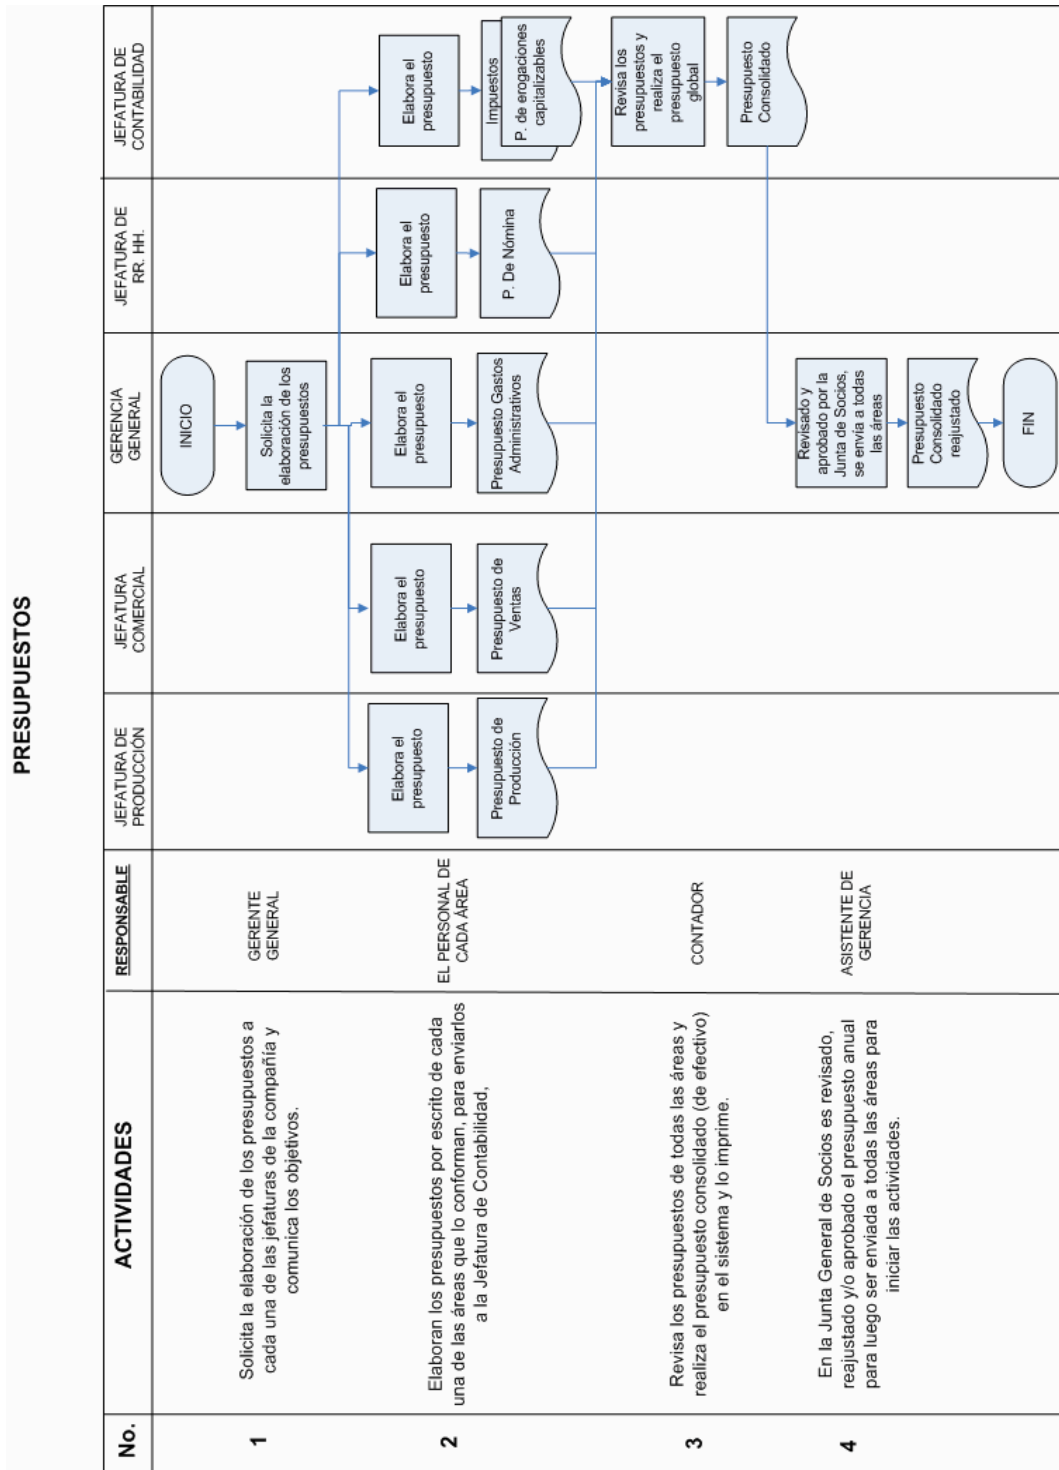 PRESUPUESTOS
No.
ACTIVIDADES
RESPONSABLE
JEFATURA DE
PRODUCCIÓN
JEFATURA
COMERCIAL
GERENCIA
GENERAL
JEFATURA DE
RR. HH.
JEFATURA DE
CONTABILIDAD
1
Solicita la elaboración de los presupuestos a
cada una de las jefaturas de la compañía y
comunica los objetivos.
GERENTE
GENERAL
INICIO
Solicita la
elaboración de los
presupuestos
2
Elaboran los presupuestos por escrito de cada
una de las áreas que lo conforman, para enviarlos
a la Jefatura de Contabilidad,
EL PERSONAL DE
CADA ÁREA
Elabora el
presupuesto
Elabora el
presupuesto
Elabora el
presupuesto
Elabora el
presupuesto
Elabora el
presupuesto
Presupuesto de
Producción
Presupuesto de
Ventas
Presupuesto Gastos
Administrativos
P. De Nómina
Impuestos
P. de erogaciones
capitalizables
3
Revisa los presupuestos de todas las áreas y
realiza el presupuesto consolidado (de efectivo)
en el sistema y lo imprime.
CONTADOR
Revisa los
presupuestos y
realiza el
presupuesto
global
Presupuesto
Consolidado
4
En la Junta General de Socios es revisado,
reajustado y/o aprobado el presupuesto anual
para luego ser enviada a todas las áreas para
iniciar las actividades.
ASISTENTE DE
GERENCIA
Revisado y
aprobado por la
Junta de Socios,
se envía a todas
las áreas
Presupuesto
Consolidado
reajustado
FIN